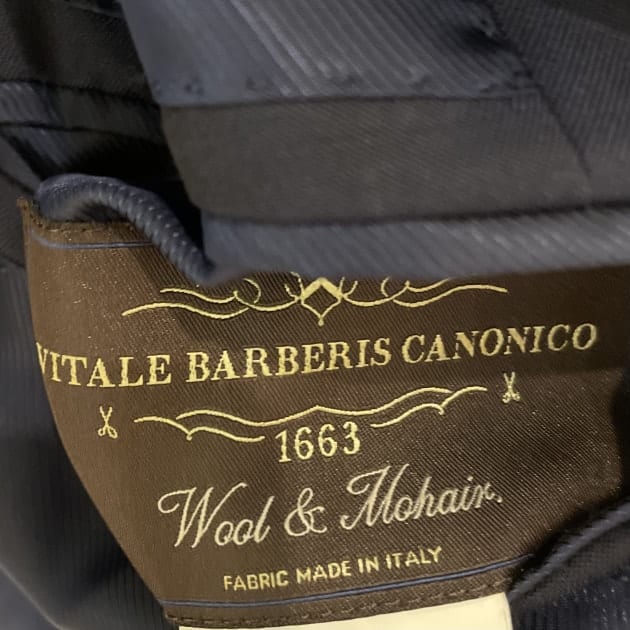 VITALE BARBERIS CANONICO
1663
Wool & Mohair.
FABRIC MADE IN ITALY